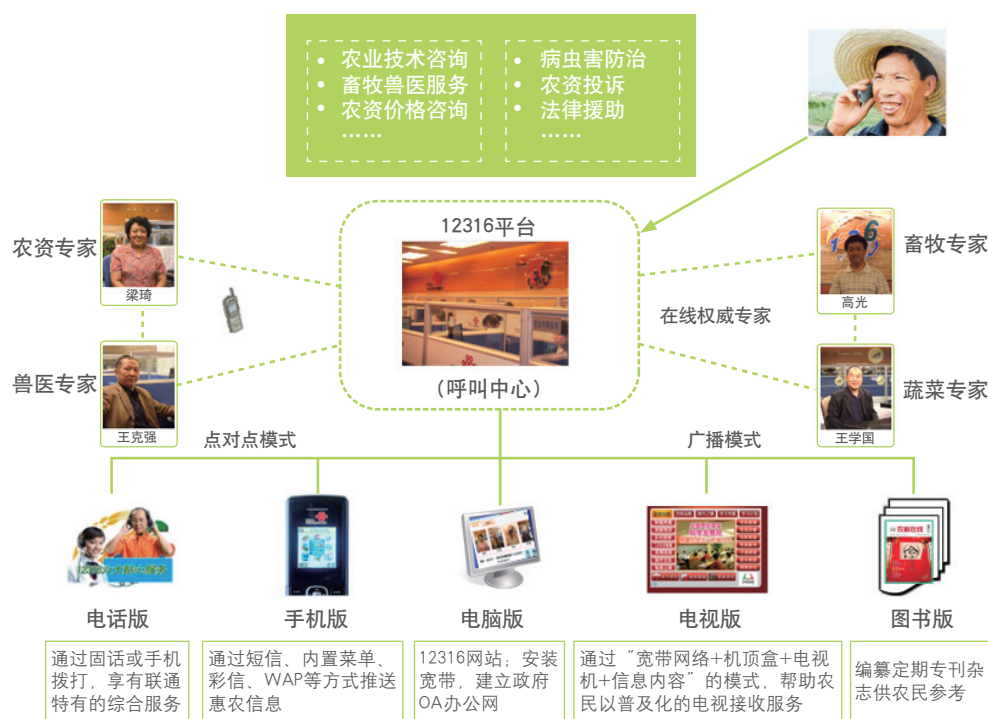 • 农业技术咨询
• 畜牧兽医服务
• 农资价格咨询
……
• 病虫害防治
• 农资投诉
• 法律援助
……
12316平台
(呼叫中心)
农资专家
梁琦
兽医专家
王克强
畜牧专家
高光
在线权威专家
蔬菜专家
王学国
点对点模式
广播模式
电话版
手机版
电脑版
电视版
图书版
通过固话或手机
拨打，享有联通
特有的综合服务
通过短信、内置菜单、
彩信、WAP等方式推送
惠农信息
12316网站；安装
宽带，建立政府
OA办公网
通过“宽带网络+机顶盒+电视
机+信息内容”的模式，帮助农
民以普及化的电视接收服务
编纂定期专刊杂
志供农民参考